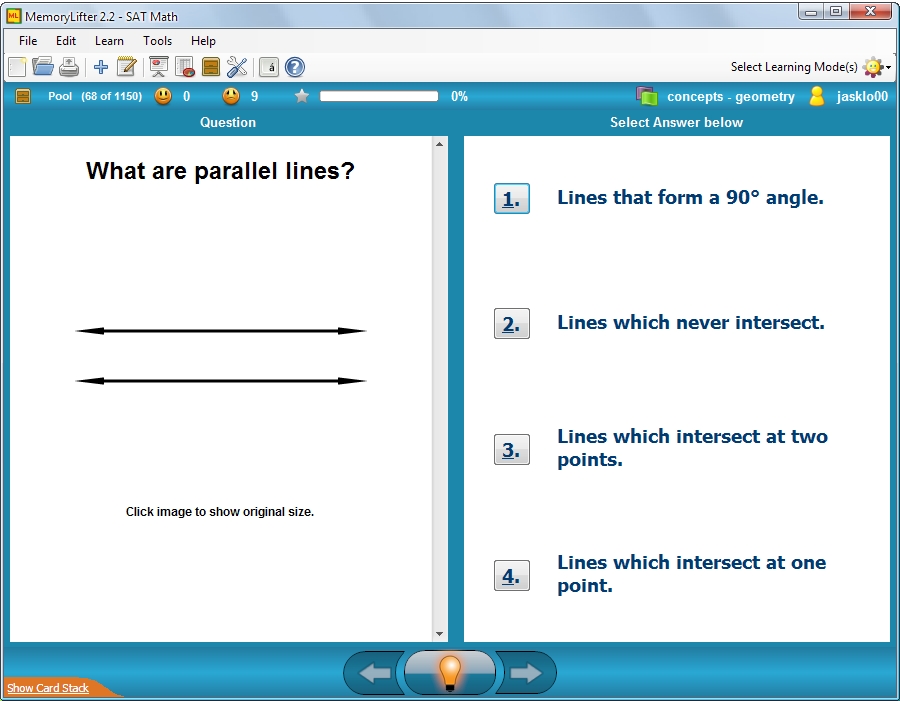 ML MemoryLifter 2.2 - SAT Math
File Edit Learn Tools Help
á ? Select Learning Mode(s)
Pool (68 of 1150) 0 9 0% concepts - geometry jasklo00
Question Select Answer below
What are parallel lines?
Click image to show original size.
1. Lines that form a 90° angle.
2. Lines which never intersect.
3. Lines which intersect at two
points.
4. Lines which intersect at one
point.
Show Card Stack